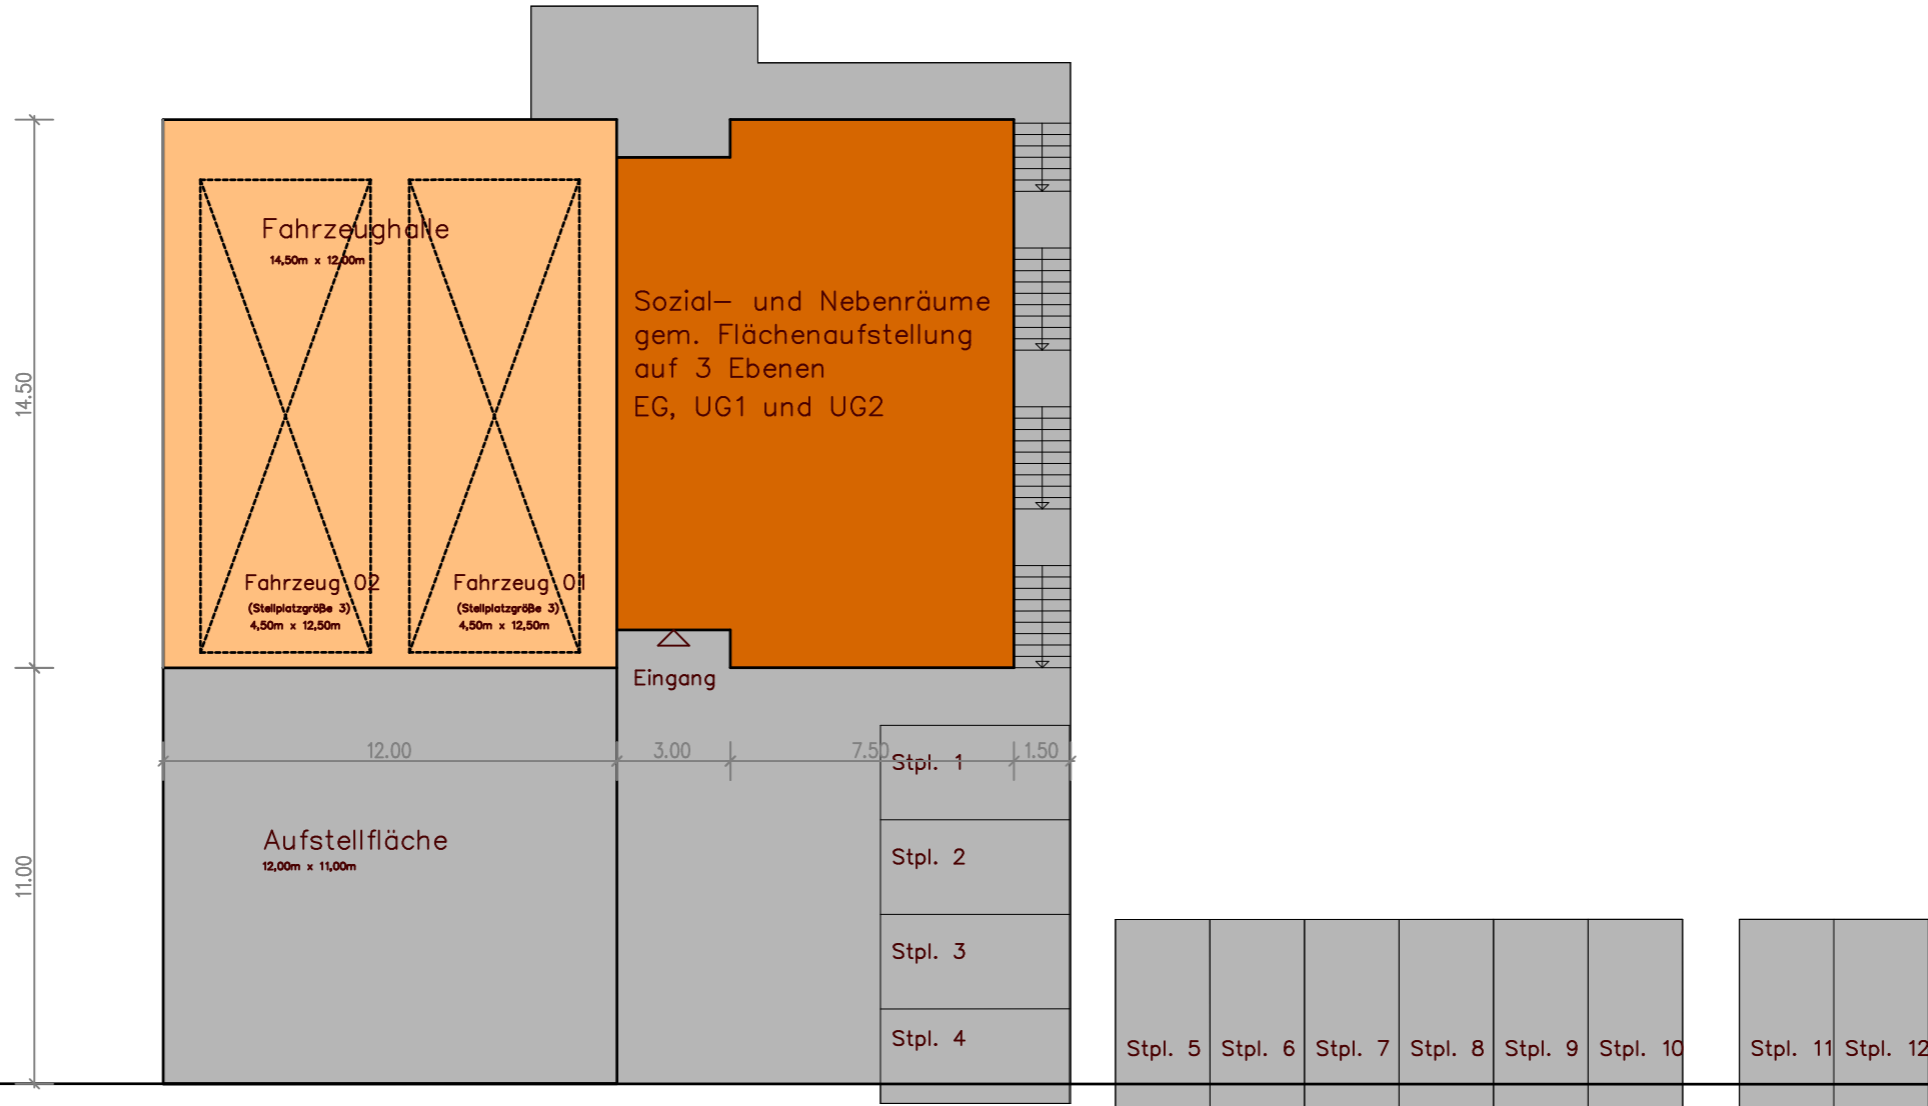 Fahrzeughalle
14,50m x 12,00m
Sozial– und Nebenräume
gem. Flächenaufstellung
auf 3 Ebenen
EG, UG1 und UG2
14.50
Fahrzeug 02
(Stellplatzgröße 3)
4,50m x 12,50m
Fahrzeug 01
(Stellplatzgröße 3)
4,50m x 12,50m
Eingang
12.00
3.00
7.50
1.50
Stpl. 1
Aufstellfläche
12,00m x 11,00m
11.00
Stpl. 2
Stpl. 3
Stpl. 4
Stpl. 5
Stpl. 6
Stpl. 7
Stpl. 8
Stpl. 9
Stpl. 10
Stpl. 11
Stpl. 12